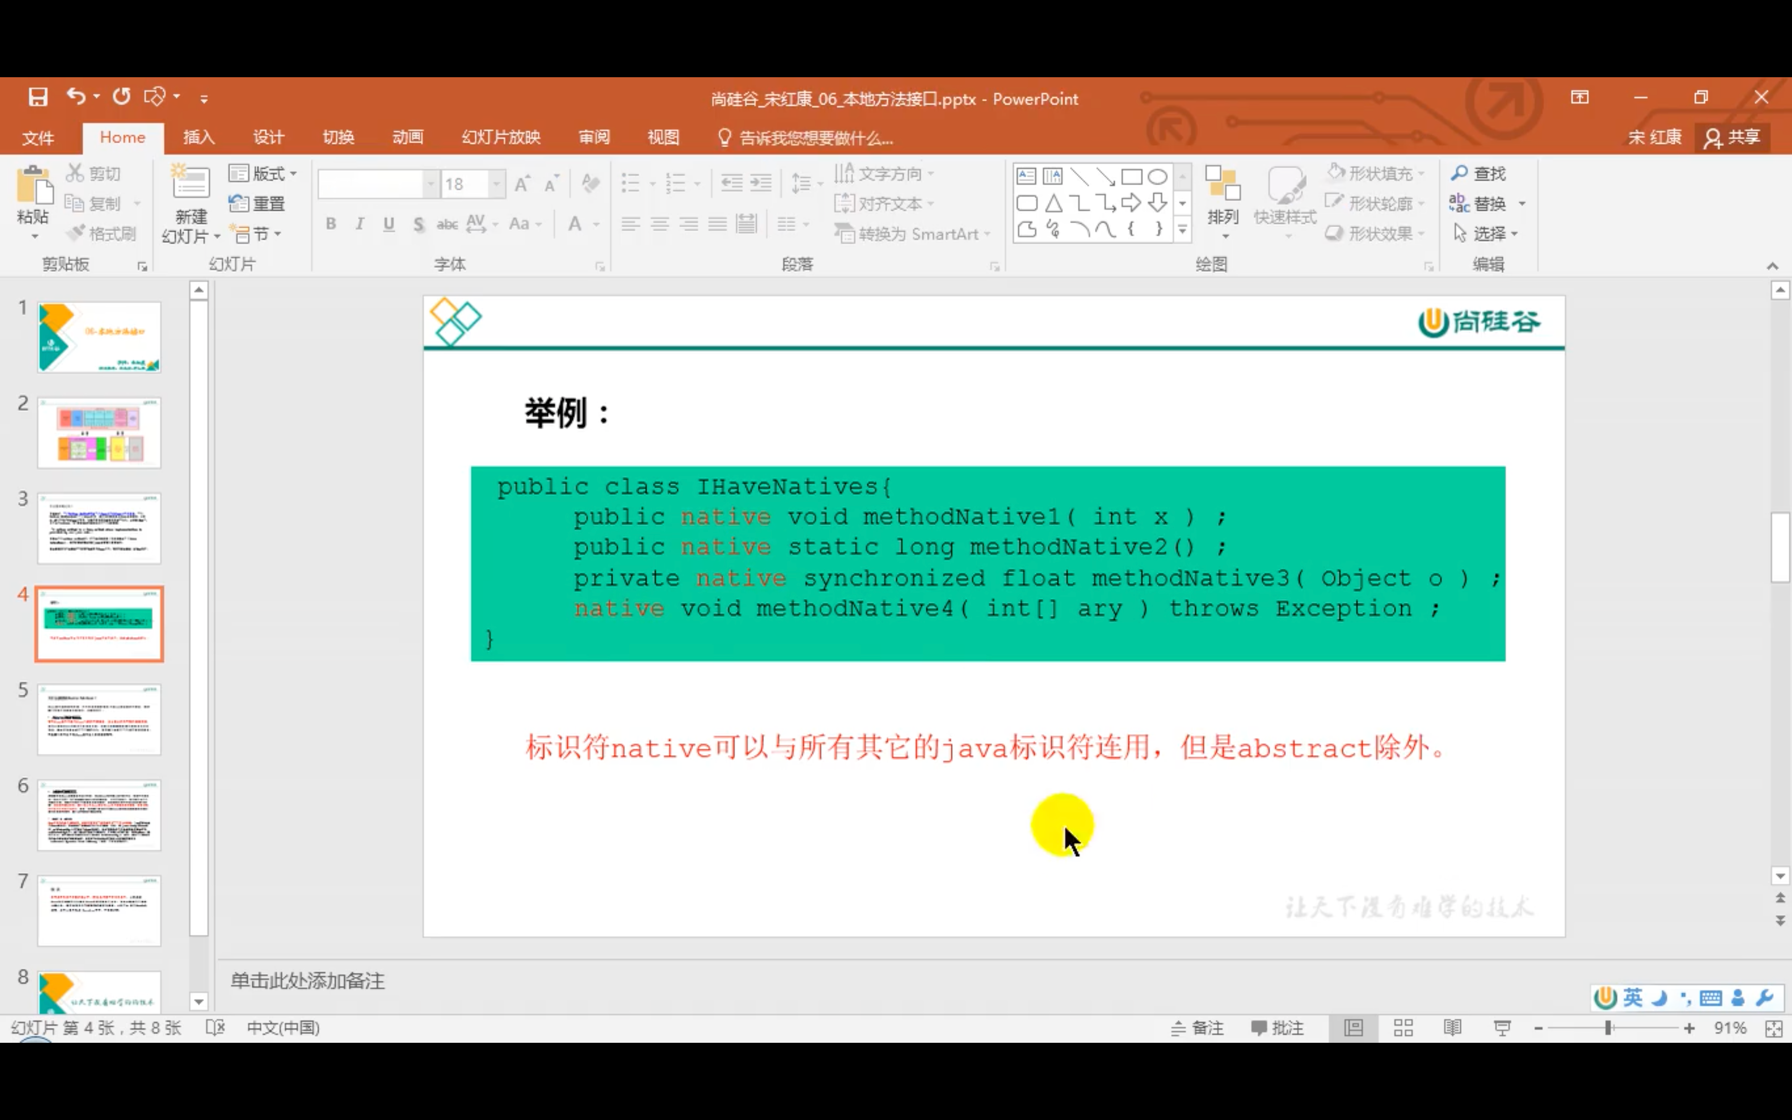 尚硅谷_宋红康_06_本地方法接口.pptx - PowerPoint
文件 Home 插入 设计 切换 动画 幻灯片放映 审阅 视图 告诉我您想要做什么... 宋 红康 共享
粘贴 剪切 复制 格式刷 剪贴板
新建 幻灯片 版式 重置 节 幻灯片
18 B I U S abc AV Aa A 字体
文字方向 对齐文本 转换为 SmartArt 段落
排列 快速样式 形状填充 形状轮廓 形状效果 绘图
查找 替换 选择 编辑
1
2
3
4
5
6
7
8
尚硅谷
举例：
public class IHaveNatives{
public native void methodNative1( int x ) ;
public native static long methodNative2() ;
private native synchronized float methodNative3( Object o ) ;
native void methodNative4( int[] ary ) throws Exception ;
}
标识符native可以与所有其它的java标识符连用，但是abstract除外。
让天下没有难学的技术
单击此处添加备注
英
幻灯片 第 4 张，共 8 张 中文(中国) 备注 批注 91%